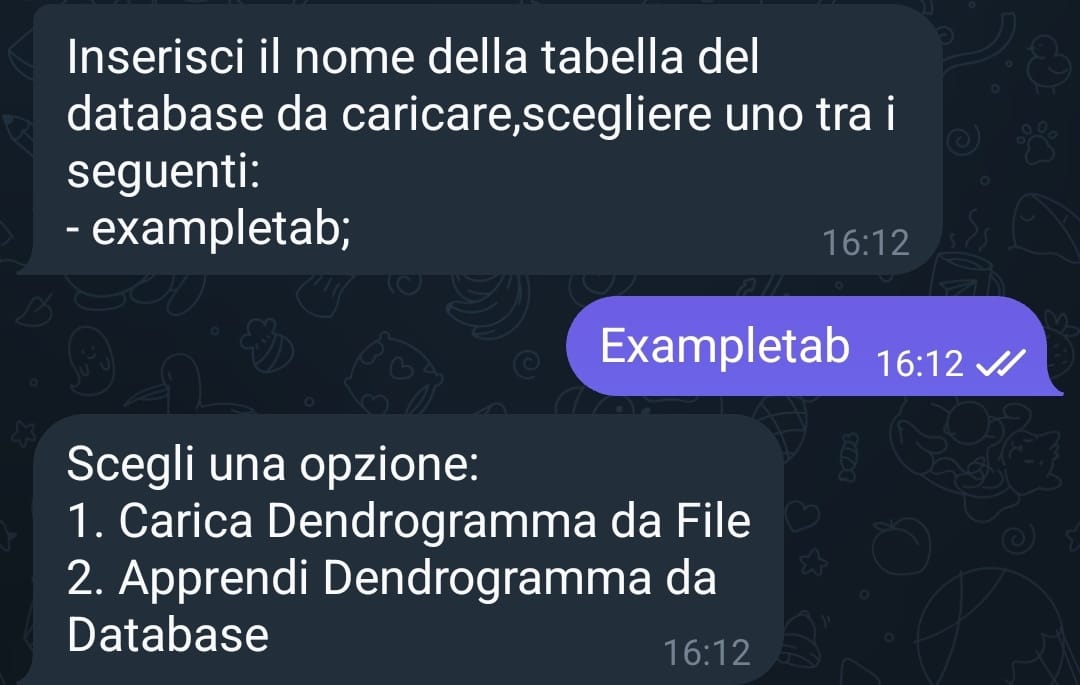 Inserisci il nome della tabella del
database da caricare,scegliere uno tra i
seguenti:
- exampletab;
16:12
Exampletab
16:12
Scegli una opzione:
1. Carica Dendrogramma da File
2. Apprendi Dendrogramma da
Database
16:12